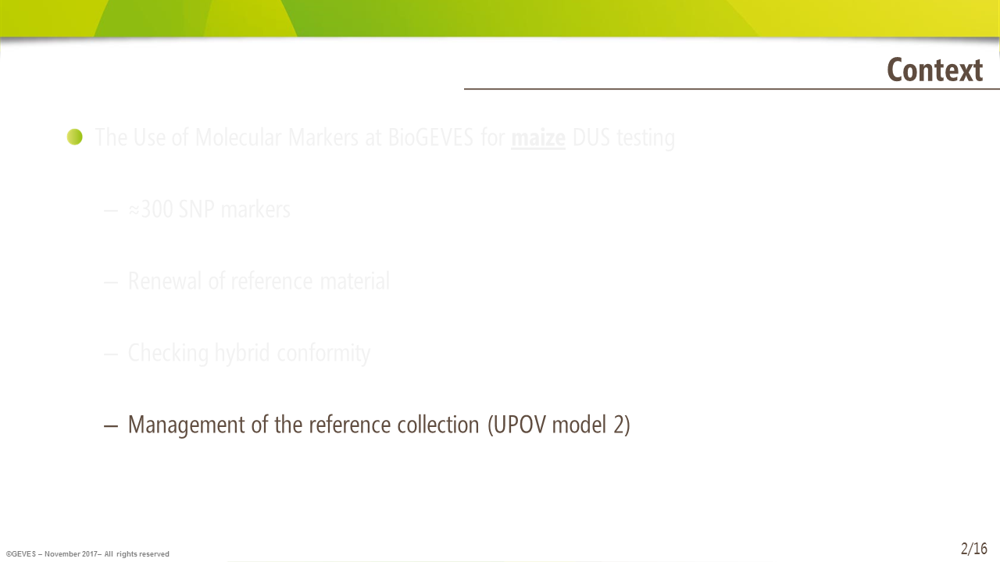 Context
The Use of Molecular Markers at BioGEVES for maize DUS testing
– ≈300 SNP markers
– Renewal of reference material
– Checking hybrid conformity
– Management of the reference collection (UPOV model 2)
©GEVES – November 2017– All rights reserved
2/16